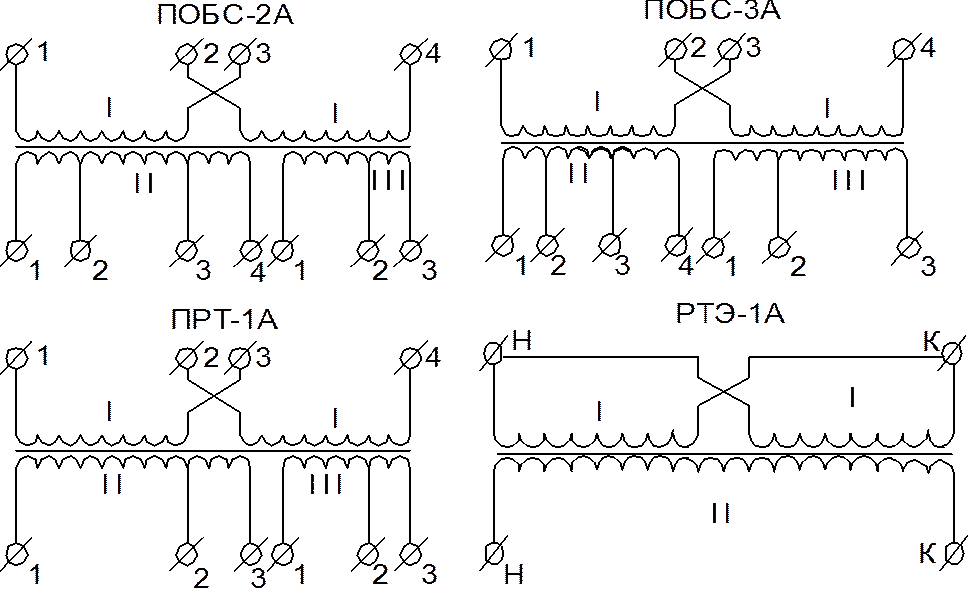 ПОБС-2А
1 2 3 4
I I
II III
1 2 3 4 1 2 3
ПОБС-3А
1 2 3 4
I I
II III
1 2 3 4 1 2 3
ПРТ-1А
1 2 3 4
I I
II III
1 2 3 1 2 3
РТЭ-1А
Н К
I I
II
Н К